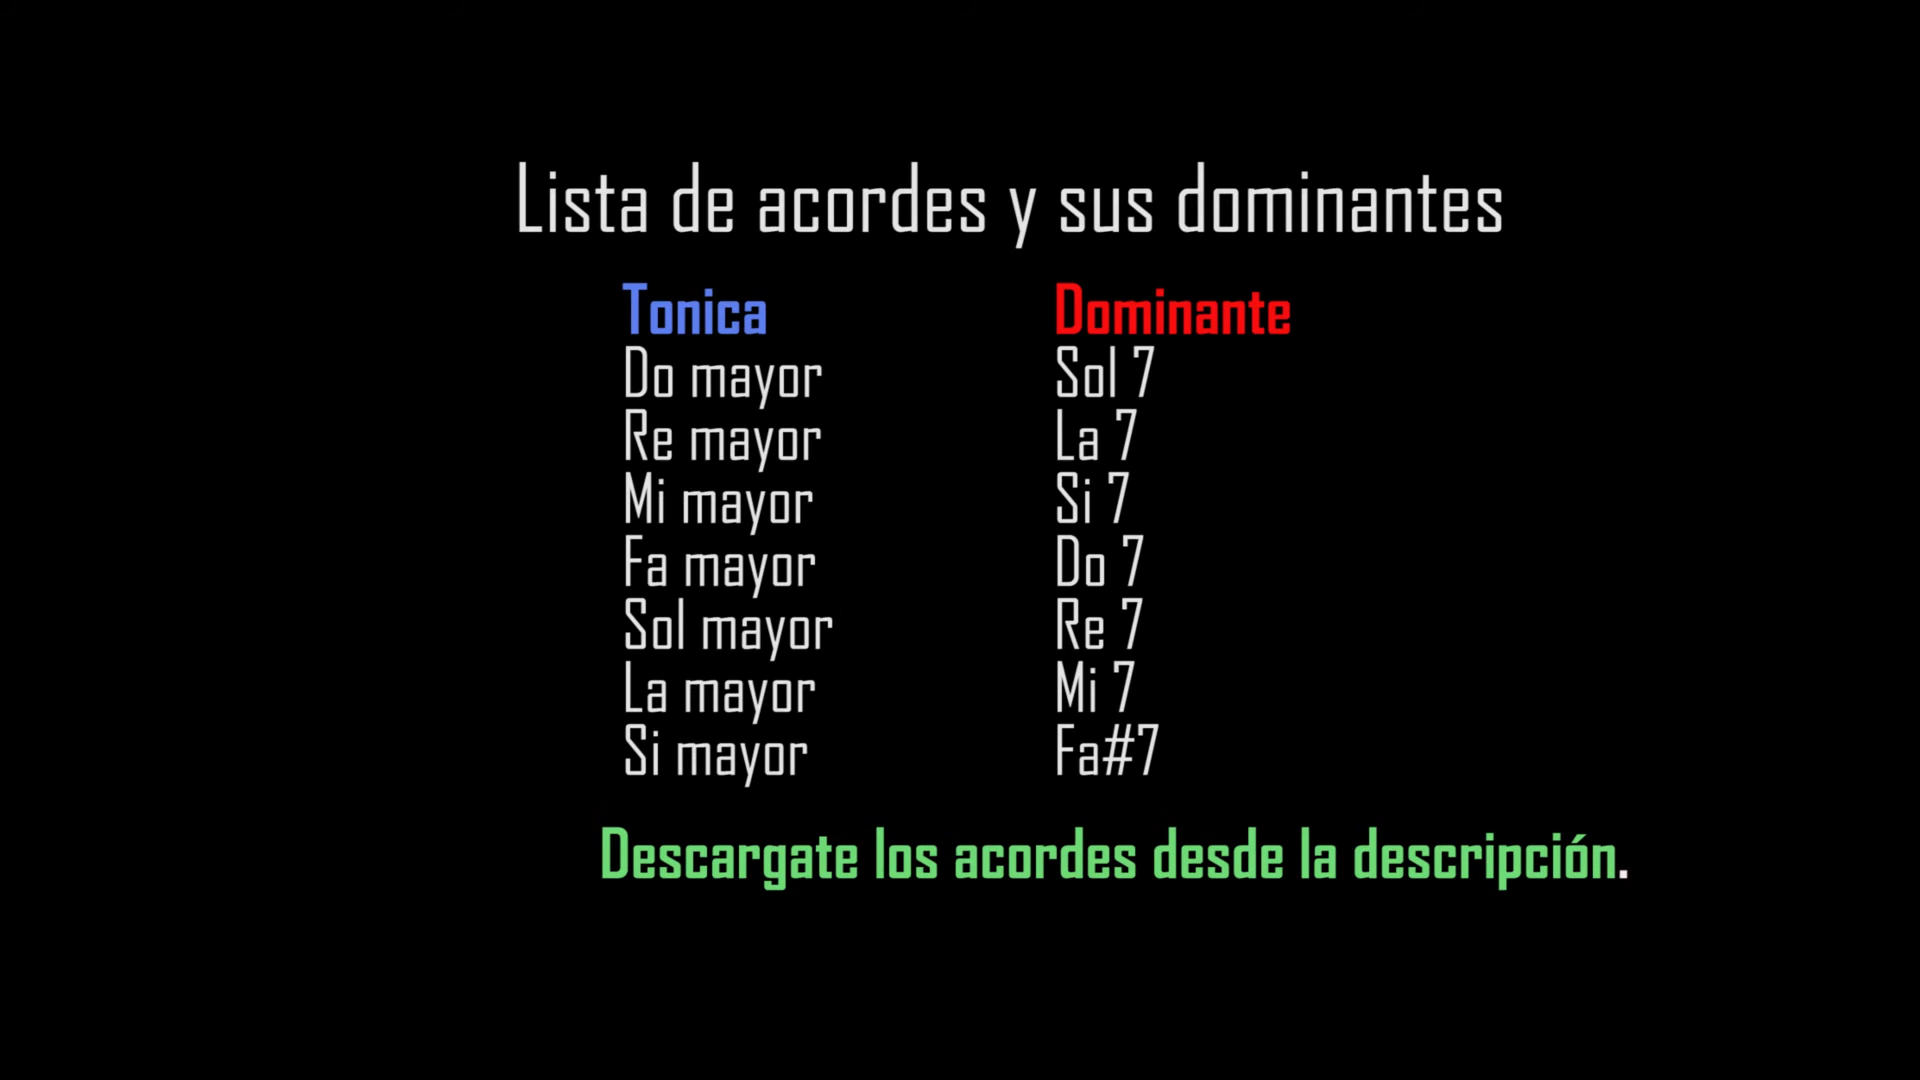 Lista de acordes y sus dominantes
Tonica Dominante
Do mayor Sol 7
Re mayor La 7
Mi mayor Si 7
Fa mayor Do 7
Sol mayor Re 7
La mayor Mi 7
Si mayor Fa#7
Descargate los acordes desde la descripción.